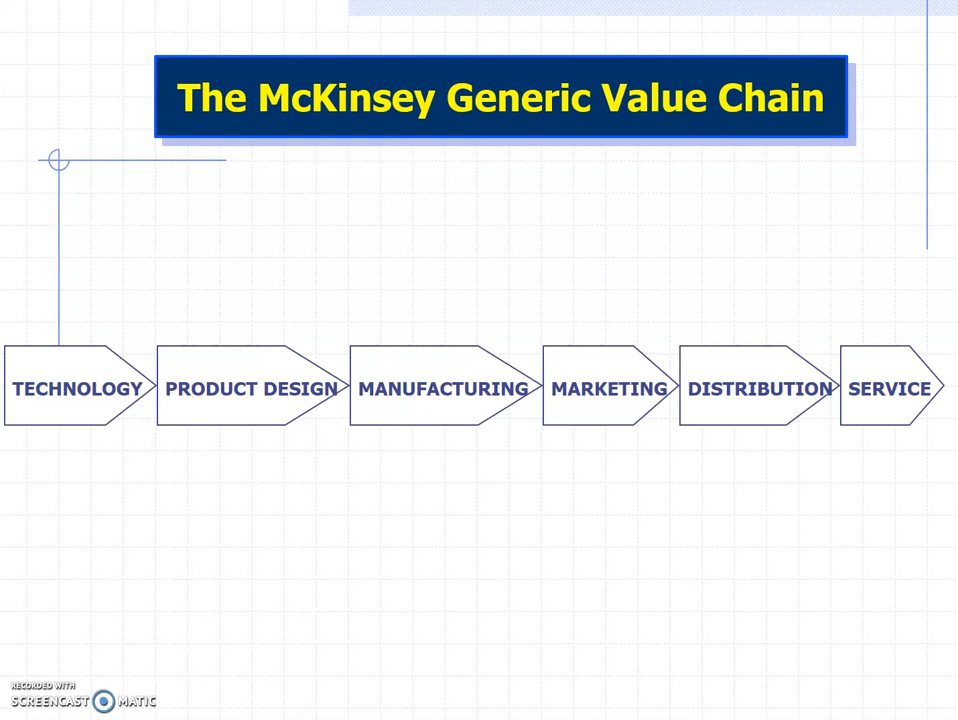 The McKinsey Generic Value Chain
TECHNOLOGY PRODUCT DESIGN MANUFACTURING MARKETING DISTRIBUTION SERVICE
RECORDED WITH
SCREENCAST MATIC